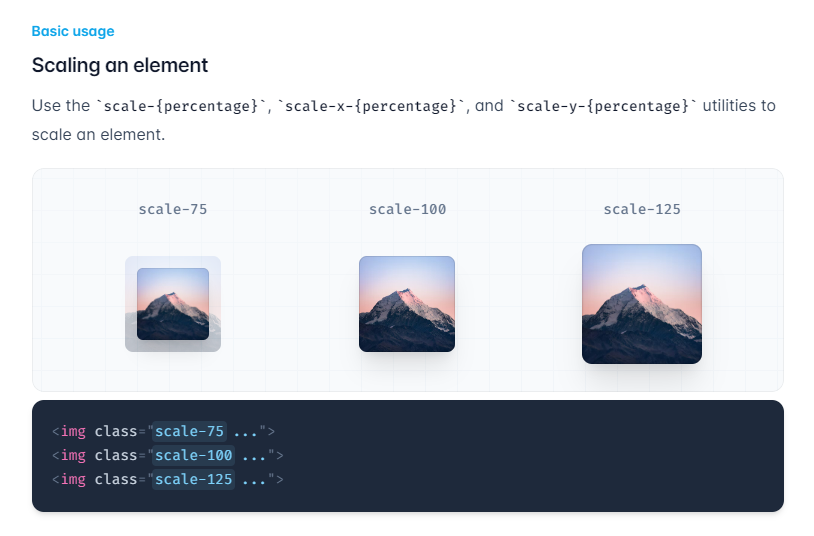 Basic usage
Scaling an element
Use the `scale-{percentage}`, `scale-x-{percentage}`, and `scale-y-{percentage}` utilities to
scale an element.
scale-75
scale-100
scale-125
<img class="scale-75 ...">
<img class="scale-100 ...">
<img class="scale-125 ...">